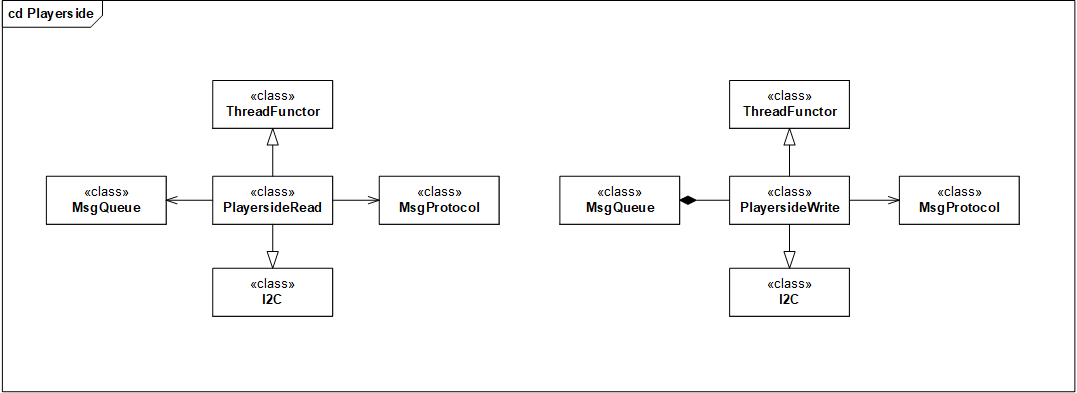 cd Playerside
«class»
ThreadFunctor
«class»
MsgQueue
«class»
PlayersideRead
«class»
MsgProtocol
«class»
I2C
«class»
ThreadFunctor
«class»
MsgQueue
«class»
PlayersideWrite
«class»
MsgProtocol
«class»
I2C